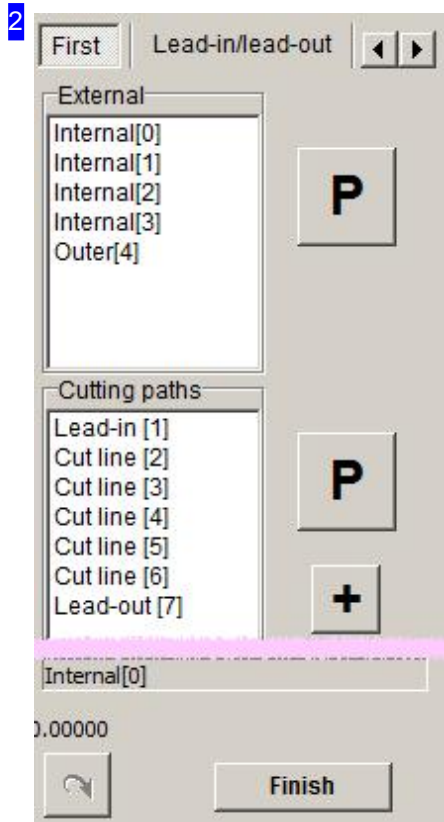 2
First Lead-in/lead-out
External
Internal[0]
Internal[1]
Internal[2]
Internal[3]
Outer[4]
P
Cutting paths
Lead-in [1]
Cut line [2]
Cut line [3]
Cut line [4]
Cut line [5]
Cut line [6]
Lead-out [7]
P
+
Internal[0]
0.00000
Finish